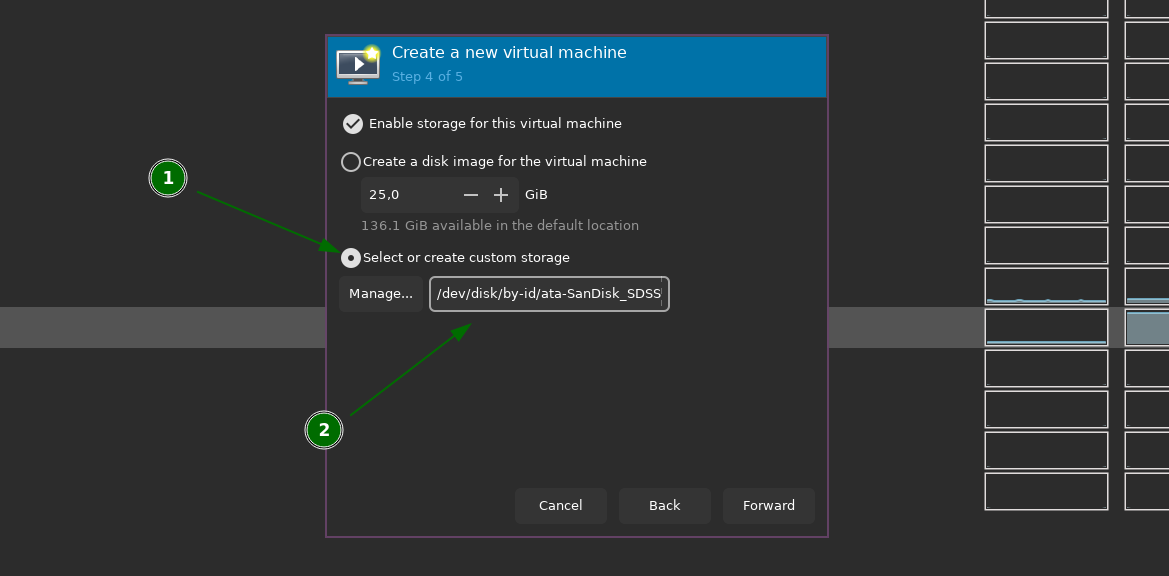 Create a new virtual machine
Step 4 of 5
Enable storage for this virtual machine
Create a disk image for the virtual machine
25,0 GiB
136.1 GiB available in the default location
1
Select or create custom storage
Manage... /dev/disk/by-id/ata-SanDisk_SDSS
2
Cancel Back Forward